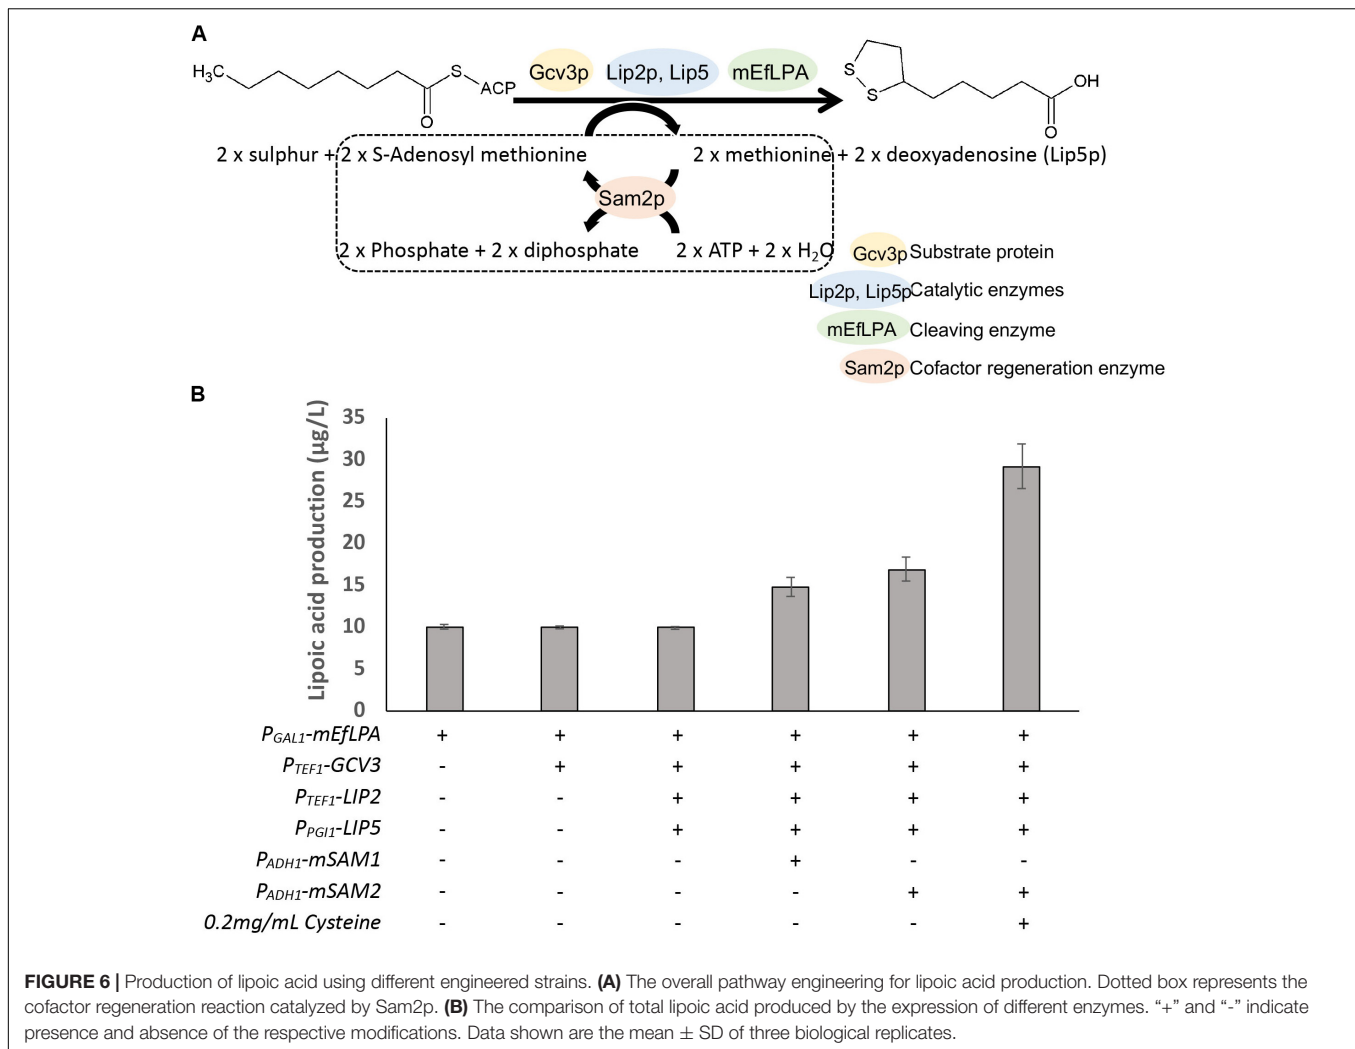 A
H₃C
S
ACP
O
Gcv3p
Lip2p, Lip5
mEfLPA
S
S
OH
O
2 x sulphur + 2 x S-Adenosyl methionine
2 x methionine + 2 x deoxyadenosine (Lip5p)
Sam2p
2 x Phosphate + 2 x diphosphate
2 x ATP + 2 x H₂O
Gcv3p Substrate protein
Lip2p, Lip5p Catalytic enzymes
mEfLPA Cleaving enzyme
Sam2p Cofactor regeneration enzyme
B
Lipoic acid production (µg/L)
35
30
25
20
15
10
5
0
P_GAL1-mEfLPA + + + + + +
P_TEF1-GCV3 - + + + + +
P_TEF1-LIP2 - - + + + +
P_PGI1-LIP5 - - + + + +
P_ADH1-mSAM1 - - - + - -
P_ADH1-mSAM2 - - - - + +
0.2mg/mL Cysteine - - - - - +
FIGURE 6 | Production of lipoic acid using different engineered strains. (A) The overall pathway engineering for lipoic acid production. Dotted box represents the
cofactor regeneration reaction catalyzed by Sam2p. (B) The comparison of total lipoic acid produced by the expression of different enzymes. “+” and “-” indicate
presence and absence of the respective modifications. Data shown are the mean ± SD of three biological replicates.